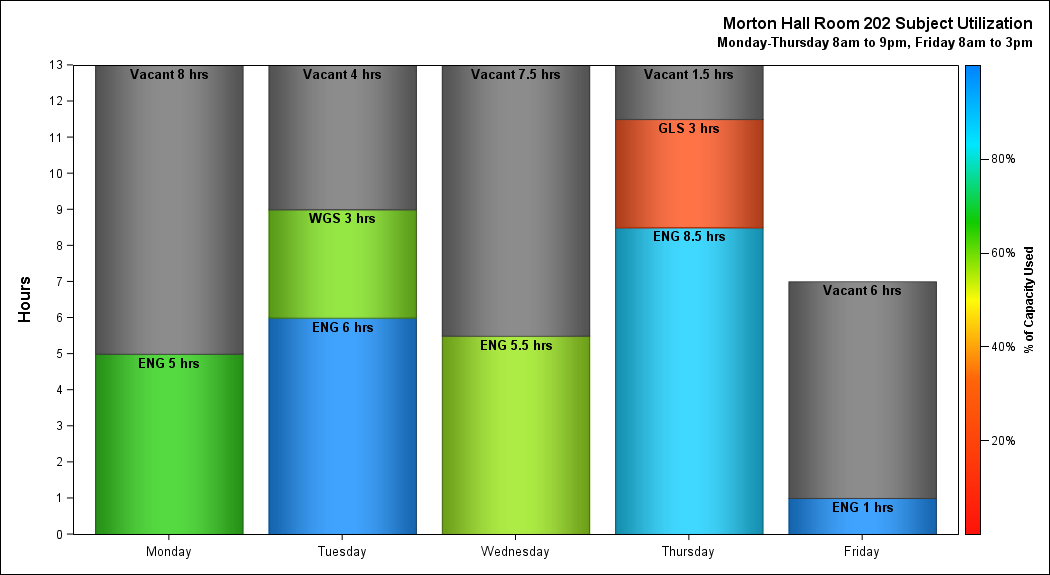 Morton Hall Room 202 Subject Utilization
Monday-Thursday 8am to 9pm, Friday 8am to 3pm
Hours
13
12
11
10
9
8
7
6
5
4
3
2
1
0
Vacant 8 hrs
ENG 5 hrs
Vacant 4 hrs
WGS 3 hrs
ENG 6 hrs
Vacant 7.5 hrs
ENG 5.5 hrs
Vacant 1.5 hrs
GLS 3 hrs
ENG 8.5 hrs
Vacant 6 hrs
ENG 1 hrs
Monday
Tuesday
Wednesday
Thursday
Friday
80%
60%
40%
20%
% of Capacity Used